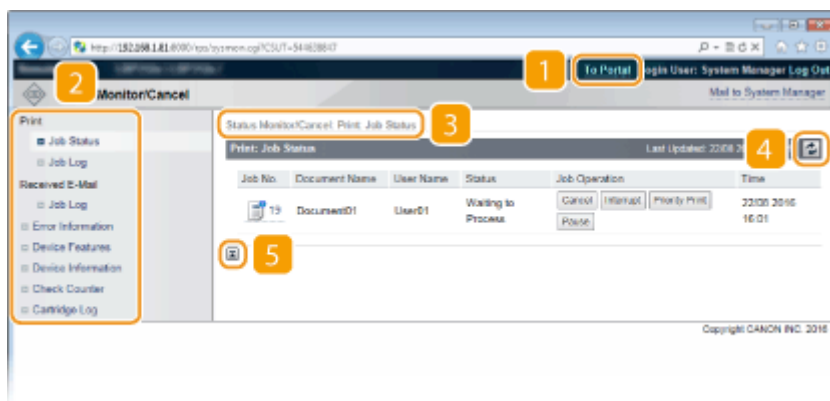 http://192.168.1.81:8000/rps/sysmon.cgi?CSUT=544638847
1
To Portal
Login User: System Manager Log Out
2
Monitor/Cancel
Mail to System Manager
Print
Job Status
Job Log
Received E-Mail
Job Log
Error Information
Device Features
Device Information
Check Counter
Cartridge Log
Status Monitor/Cancel: Print: Job Status
3
Print: Job Status
Last Updated: 22/08
4
Job No. Document Name User Name Status Job Operation Time
19 Document01 User01 Waiting to Process Cancel Interrupt Priority Print Pause 22/08 2016 16:01
5
Copyright CANON INC. 2016